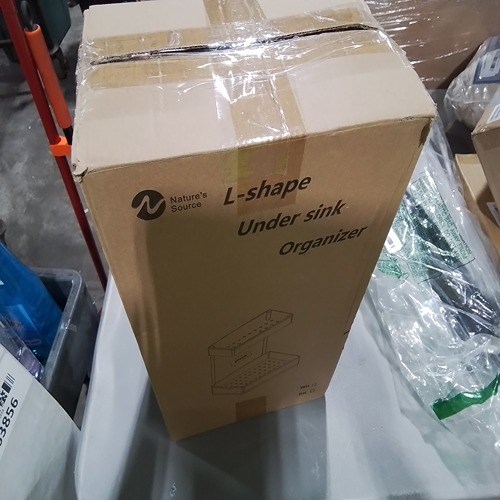 Nature's
Source
L-shape
Under sink
Organizer
3856